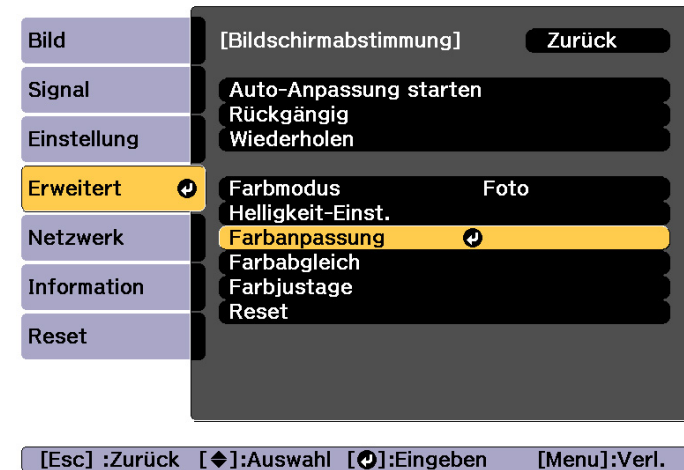 Bild
Signal
Einstellung
Erweitert
Netzwerk
Information
Reset
[Bildschirmabstimmung] Zurück
Auto-Anpassung starten
Rückgängig
Wiederholen
Farbmodus Foto
Helligkeit-Einst.
Farbanpassung
Farbabgleich
Farbjustage
Reset
[Esc] :Zurück [◆]:Auswahl [↵]:Eingeben [Menu]:Verl.